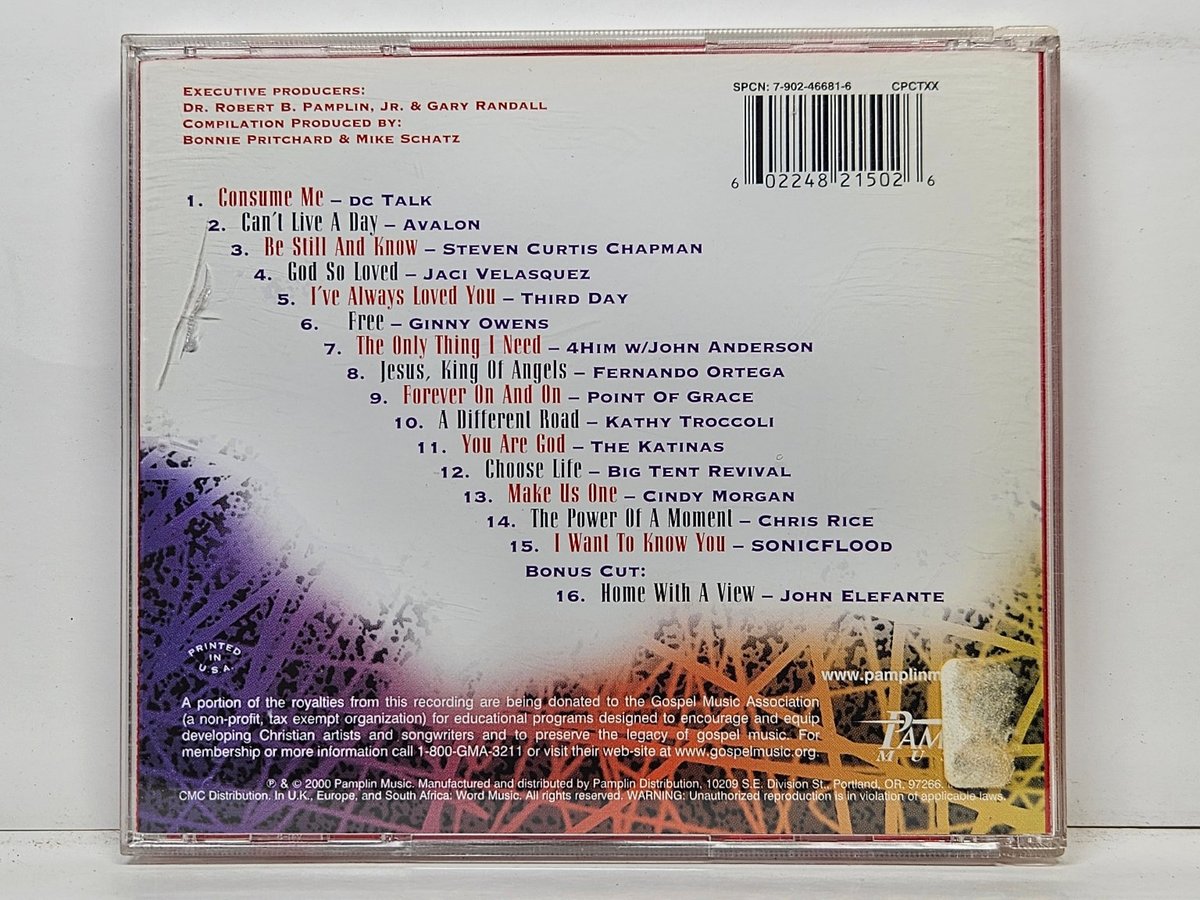 EXECUTIVE PRODUCERS:
DR. ROBERT B. PAMPLIN, JR. & GARY RANDALL
COMPILATION PRODUCED BY:
BONNIE PRITCHARD & MIKE SCHATZ
SPCN: 7-902-46681-6 CPCTXX
6 02248 21502 6
1. Consume Me – DC TALK
2. Can't Live A Day – AVALON
3. Be Still And Know – STEVEN CURTIS CHAPMAN
4. God So Loved – JACI VELASQUEZ
5. I've Always Loved You – THIRD DAY
6. Free – GINNY OWENS
7. The Only Thing I Need – 4HIM W/JOHN ANDERSON
8. Jesus, King Of Angels – FERNANDO ORTEGA
9. Forever On And On – POINT OF GRACE
10. A Different Road – KATHY TROCCOLI
11. You Are God – THE KATINAS
12. Choose Life – BIG TENT REVIVAL
13. Make Us One – CINDY MORGAN
14. The Power Of A Moment – CHRIS RICE
15. I Want To Know You – SONICFLOOd
BONUS CUT:
16. Home With A View – JOHN ELEFANTE
PRINTED
IN
U.S.A.
www.pamplinm
A portion of the royalties from this recording are being donated to the Gospel Music Association
(a non-profit, tax exempt organization) for educational programs designed to encourage and equip
developing Christian artists and songwriters and to preserve the legacy of gospel music. For
membership or more information call 1-800-GMA-3211 or visit their web-site at www.gospelmusic.org.
PAM
MUS
℗ & © 2000 Pamplin Music. Manufactured and distributed by Pamplin Distribution, 10209 S.E. Division St., Portland, OR, 97266.
CMC Distribution. In U.K., Europe, and South Africa: Word Music. All rights reserved. WARNING: Unauthorized reproduction is in violation of applicable laws.